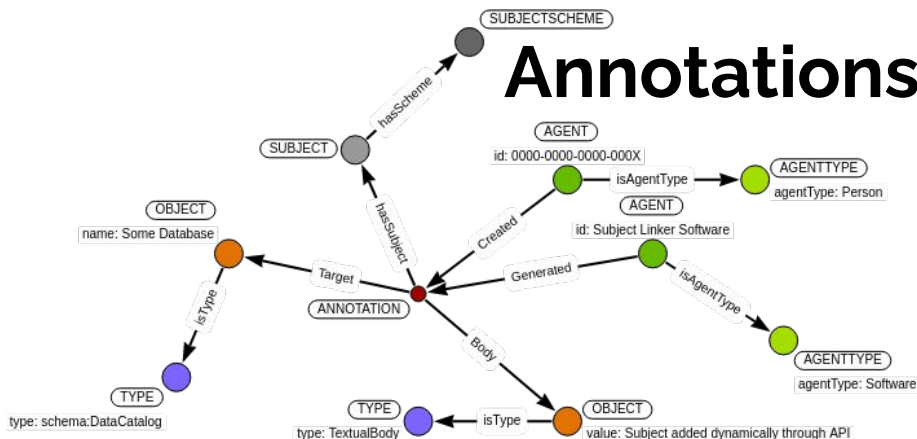 SUBJECTSCHEME
Annotations
hasScheme
AGENT
id: 0000-0000-0000-000X
SUBJECT
isAgentType
AGENTTYPE
agentType: Person
OBJECT
name: Some Database
hasSubject
Created
AGENT
id: Subject Linker Software
Target
Generated
isAgentType
isType
ANNOTATION
Body
AGENTTYPE
agentType: Software
TYPE
type: schema:DataCatalog
TYPE
type: TextualBody
isType
OBJECT
value: Subject added dynamically through API